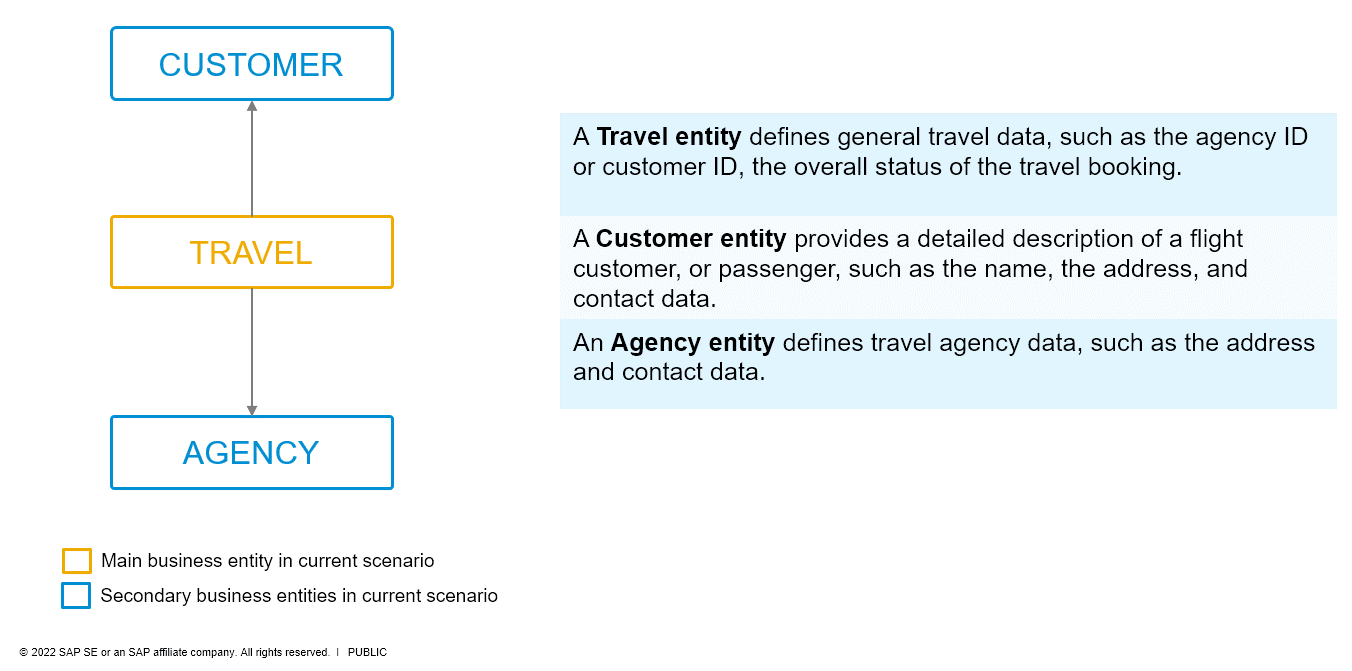 CUSTOMER
TRAVEL
AGENCY
A Travel entity defines general travel data, such as the agency ID
or customer ID, the overall status of the travel booking.
A Customer entity provides a detailed description of a flight
customer, or passenger, such as the name, the address, and
contact data.
An Agency entity defines travel agency data, such as the address
and contact data.
Main business entity in current scenario
Secondary business entities in current scenario
© 2022 SAP SE or an SAP affiliate company. All rights reserved. | PUBLIC